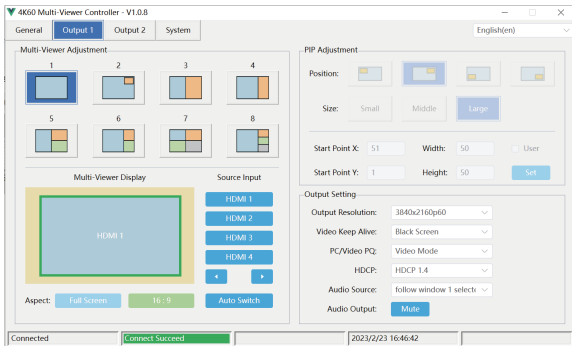 4K60 Multi-Viewer Controller - V1.0.8
General Output 1 Output 2 System English(en)
Multi-Viewer Adjustment
1 2 3 4
5 6 7 8
Multi-Viewer Display Source Input
HDMI 1
HDMI 1
HDMI 2
HDMI 3
HDMI 4
Aspect: Full Screen 16 : 9 Auto Switch
PIP Adjustment
Position:
Size: Small Middle Large
Start Point X: 51 Width: 50 User
Start Point Y: 1 Height: 50 Set
Output Setting
Output Resolution: 3840x2160p60
Video Keep Alive: Black Screen
PC/Video PQ: Video Mode
HDCP: HDCP 1.4
Audio Source: follow window 1 selecte
Audio Output: Mute
Connected Connect Succeed 2023/2/23 16:46:42